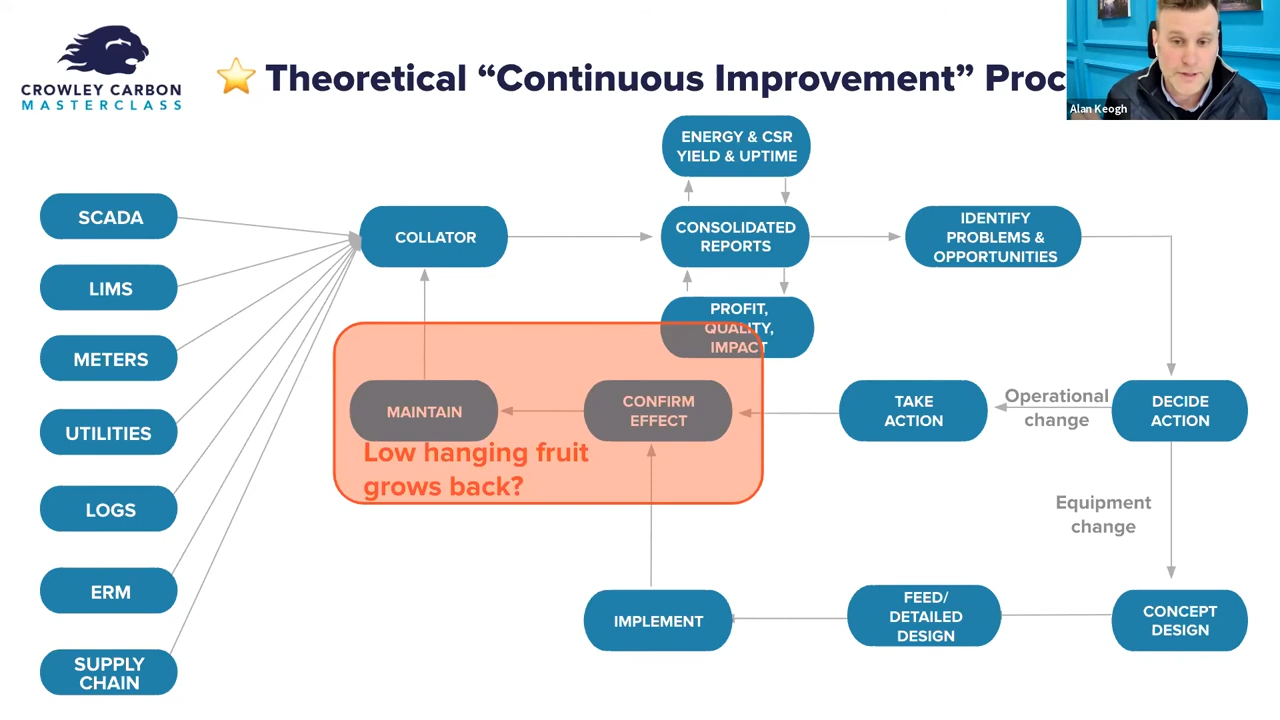 CROWLEY CARBON
MASTERCLASS
Theoretical “Continuous Improvement” Proc
Alan Keogh
ENERGY & CSR
YIELD & UPTIME
SCADA
COLLATOR
CONSOLIDATED
REPORTS
IDENTIFY
PROBLEMS &
OPPORTUNITIES
LIMS
PROFIT,
QUALITY,
IMPACT
METERS
MAINTAIN
CONFIRM
EFFECT
TAKE
ACTION
Operational
change
DECIDE
ACTION
UTILITIES
Low hanging fruit
grows back?
LOGS
Equipment
change
ERM
IMPLEMENT
FEED/
DETAILED
DESIGN
CONCEPT
DESIGN
SUPPLY
CHAIN